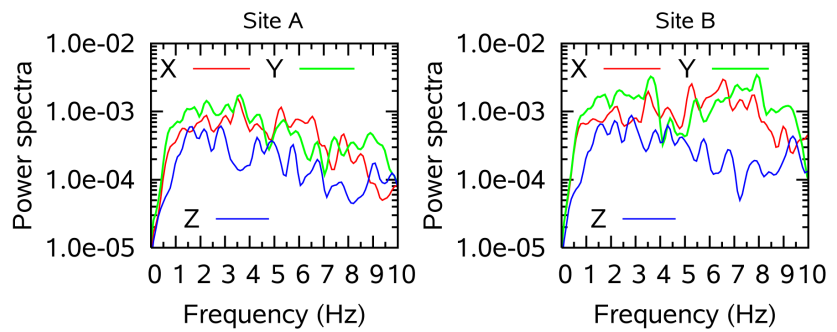 Site A
1.0e-02
X Y
1.0e-03
1.0e-04
Z
1.0e-05
0 1 2 3 4 5 6 7 8 9 10
Frequency (Hz)
Power spectra
Site B
1.0e-02
X Y
1.0e-03
1.0e-04
Z
1.0e-05
0 1 2 3 4 5 6 7 8 9 10
Frequency (Hz)
Power spectra